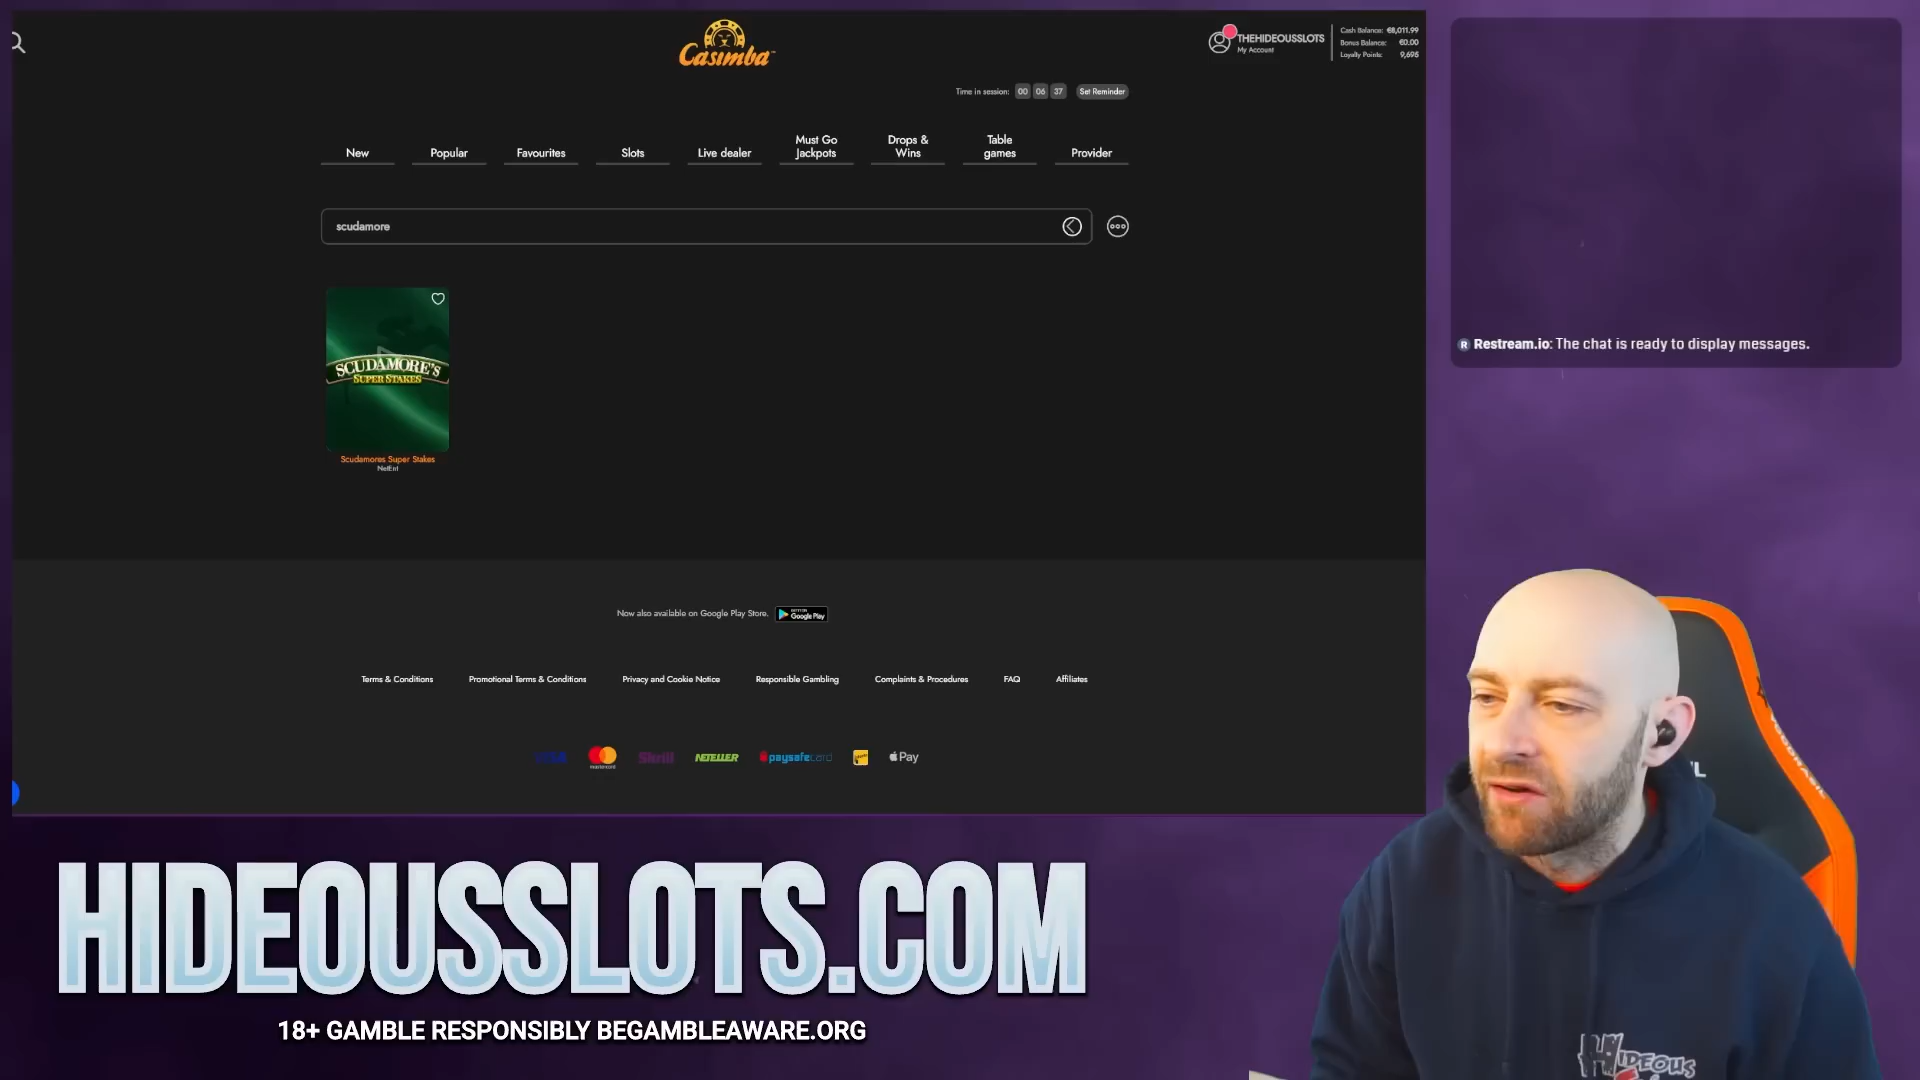 Casimba
THEHIDEOUSSLOTS
My Account
Cash Balance: €8,011.99
Bonus Balance: €0.00
Loyalty Points: 9,695
Time in session: 00 06 37 Set Reminder
New
Popular
Favourites
Slots
Live dealer
Must Go
Jackpots
Drops &
Wins
Table
games
Provider
scudamore
SCUDAMORE'S
SUPER STAKES
Scudamores Super Stakes
NetEnt
R Restream.io: The chat is ready to display messages.
Now also available on Google Play Store.
Google Play
Terms & Conditions
Promotional Terms & Conditions
Privacy and Cookie Notice
Responsible Gambling
Complaints & Procedures
FAQ
Affiliates
VISA
mastercard
Skrill
NETELLER
paysafecard
Pay
HIDEOUSSLOTS.COM
18+ GAMBLE RESPONSIBLY BEGAMBLEAWARE.ORG
HIDEOUS